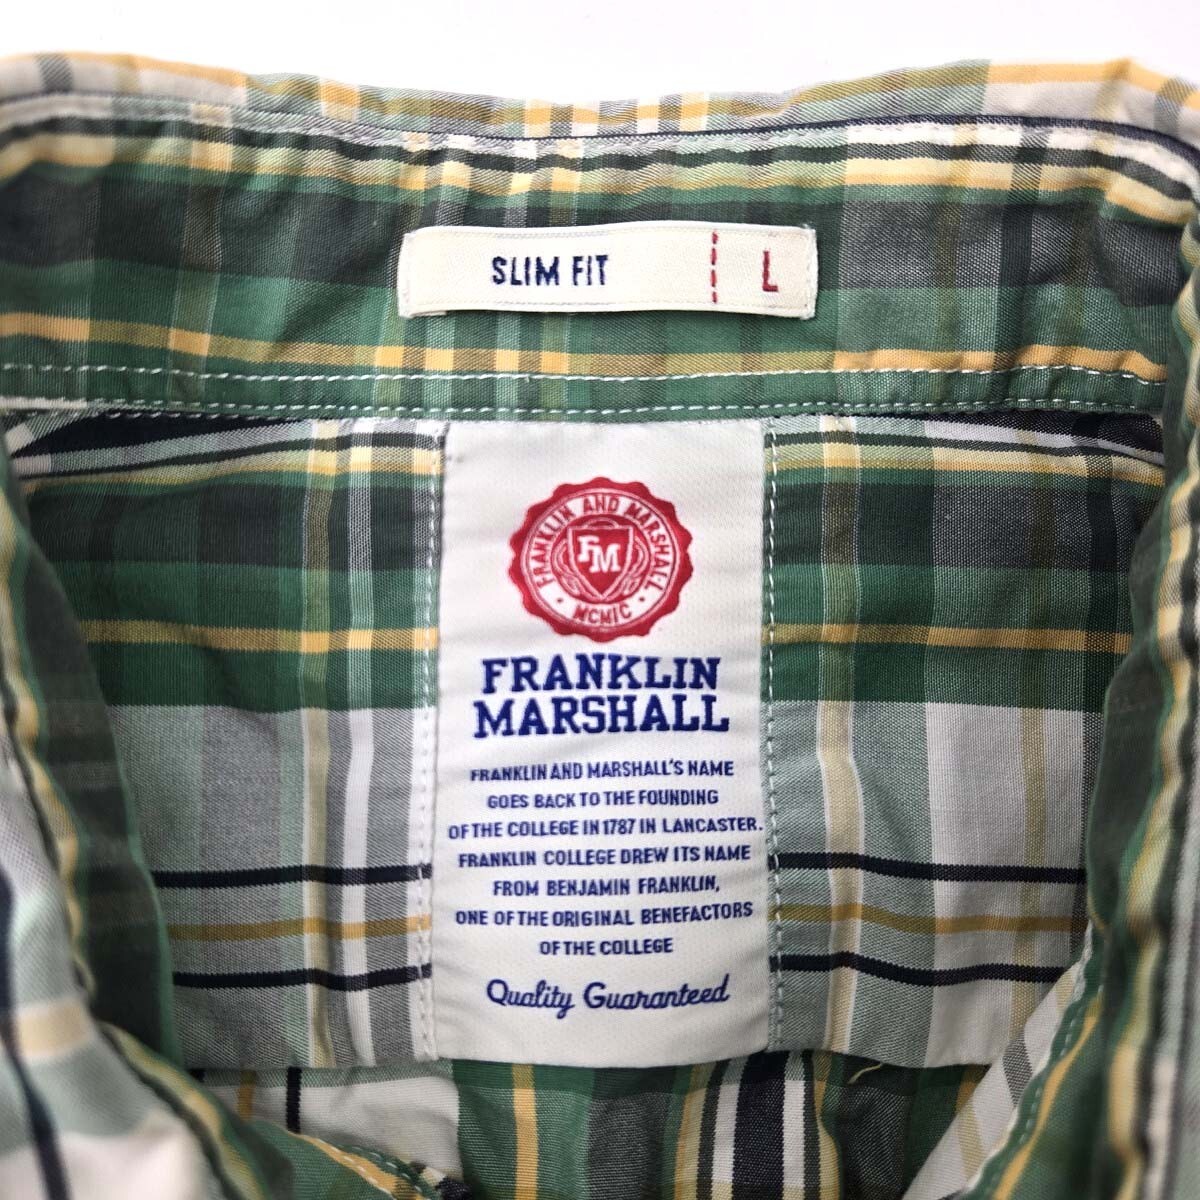 SLIM FIT L
FRANKLIN AND MARSHALL
FM
· MCMIC ·
FRANKLIN
MARSHALL
FRANKLIN AND MARSHALL'S NAME
GOES BACK TO THE FOUNDING
OF THE COLLEGE IN 1787 IN LANCASTER.
FRANKLIN COLLEGE DREW ITS NAME
FROM BENJAMIN FRANKLIN,
ONE OF THE ORIGINAL BENEFACTORS
OF THE COLLEGE
Quality Guaranteed